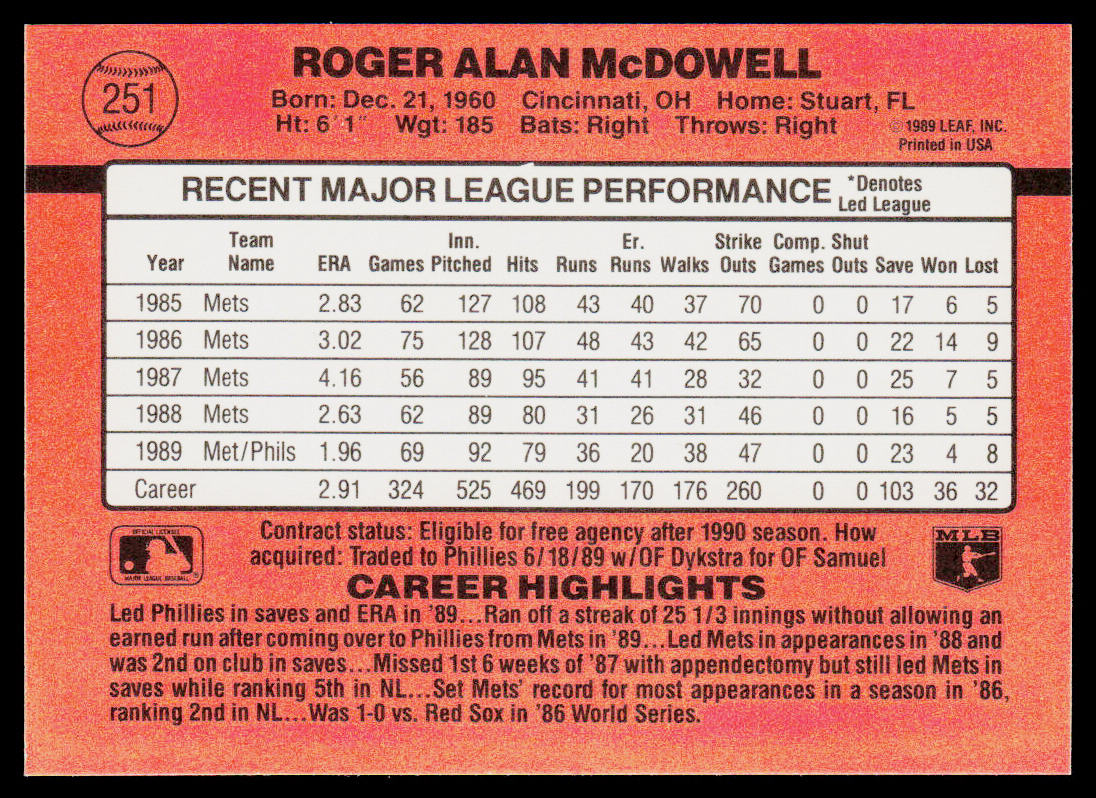 251
ROGER ALAN McDOWELL
Born: Dec. 21, 1960 Cincinnati, OH Home: Stuart, FL
Ht: 6' 1" Wgt: 185 Bats: Right Throws: Right
© 1989 LEAF, INC.
Printed in USA
RECENT MAJOR LEAGUE PERFORMANCE *Denotes Led League
Year Team Name ERA Games Inn. Pitched Hits Runs Er. Runs Walks Strike Outs Comp. Games Shut Outs Save Won Lost
1985 Mets 2.83 62 127 108 43 40 37 70 0 0 17 6 5
1986 Mets 3.02 75 128 107 48 43 42 65 0 0 22 14 9
1987 Mets 4.16 56 89 95 41 41 28 32 0 0 25 7 5
1988 Mets 2.63 62 89 80 31 26 31 46 0 0 16 5 5
1989 Met/Phils 1.96 69 92 79 36 20 38 47 0 0 23 4 8
Career 2.91 324 525 469 199 170 176 260 0 0 103 36 32
OFFICIAL LICENSEE
MAJOR LEAGUE BASEBALL
Contract status: Eligible for free agency after 1990 season. How
acquired: Traded to Phillies 6/18/89 w/OF Dykstra for OF Samuel
MLB
CAREER HIGHLIGHTS
Led Phillies in saves and ERA in '89...Ran off a streak of 25 1/3 innings without allowing an
earned run after coming over to Phillies from Mets in '89...Led Mets in appearances in '88 and
was 2nd on club in saves...Missed 1st 6 weeks of '87 with appendectomy but still led Mets in
saves while ranking 5th in NL...Set Mets' record for most appearances in a season in '86,
ranking 2nd in NL...Was 1-0 vs. Red Sox in '86 World Series.